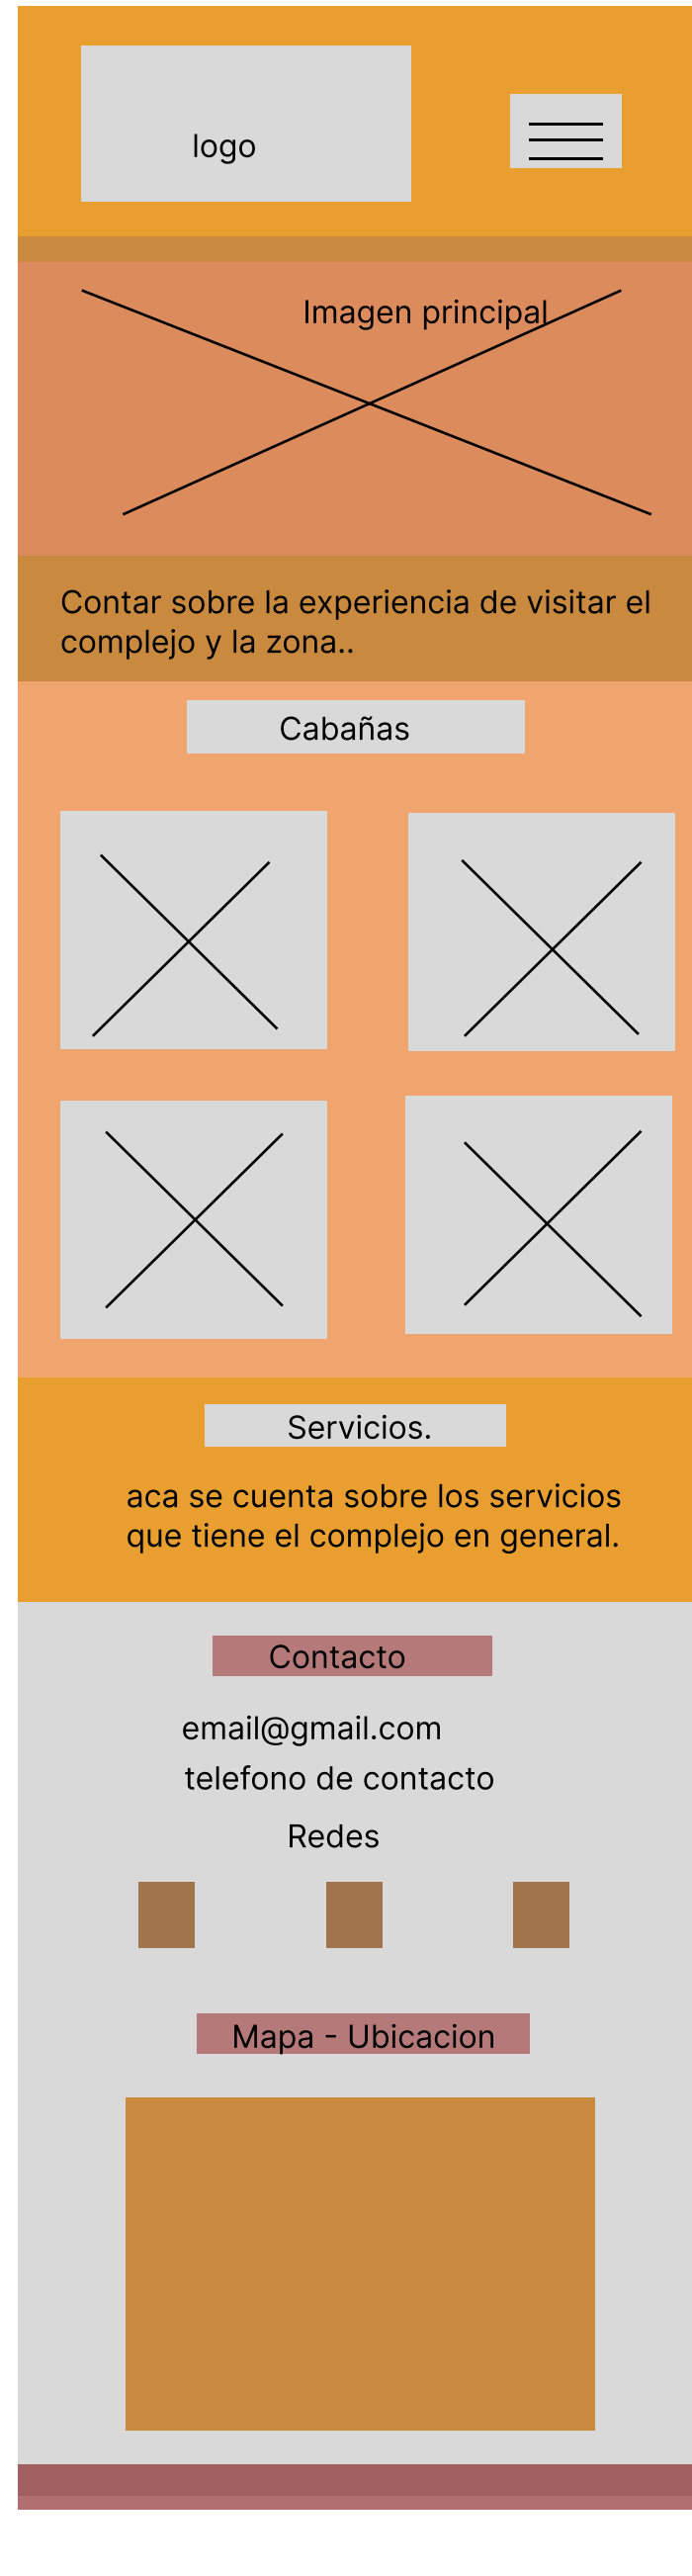 logo
Imagen principal
Contar sobre la experiencia de visitar el
complejo y la zona..
Cabañas
Servicios.
aca se cuenta sobre los servicios
que tiene el complejo en general.
Contacto
email@gmail.com
telefono de contacto
Redes
Mapa - Ubicacion